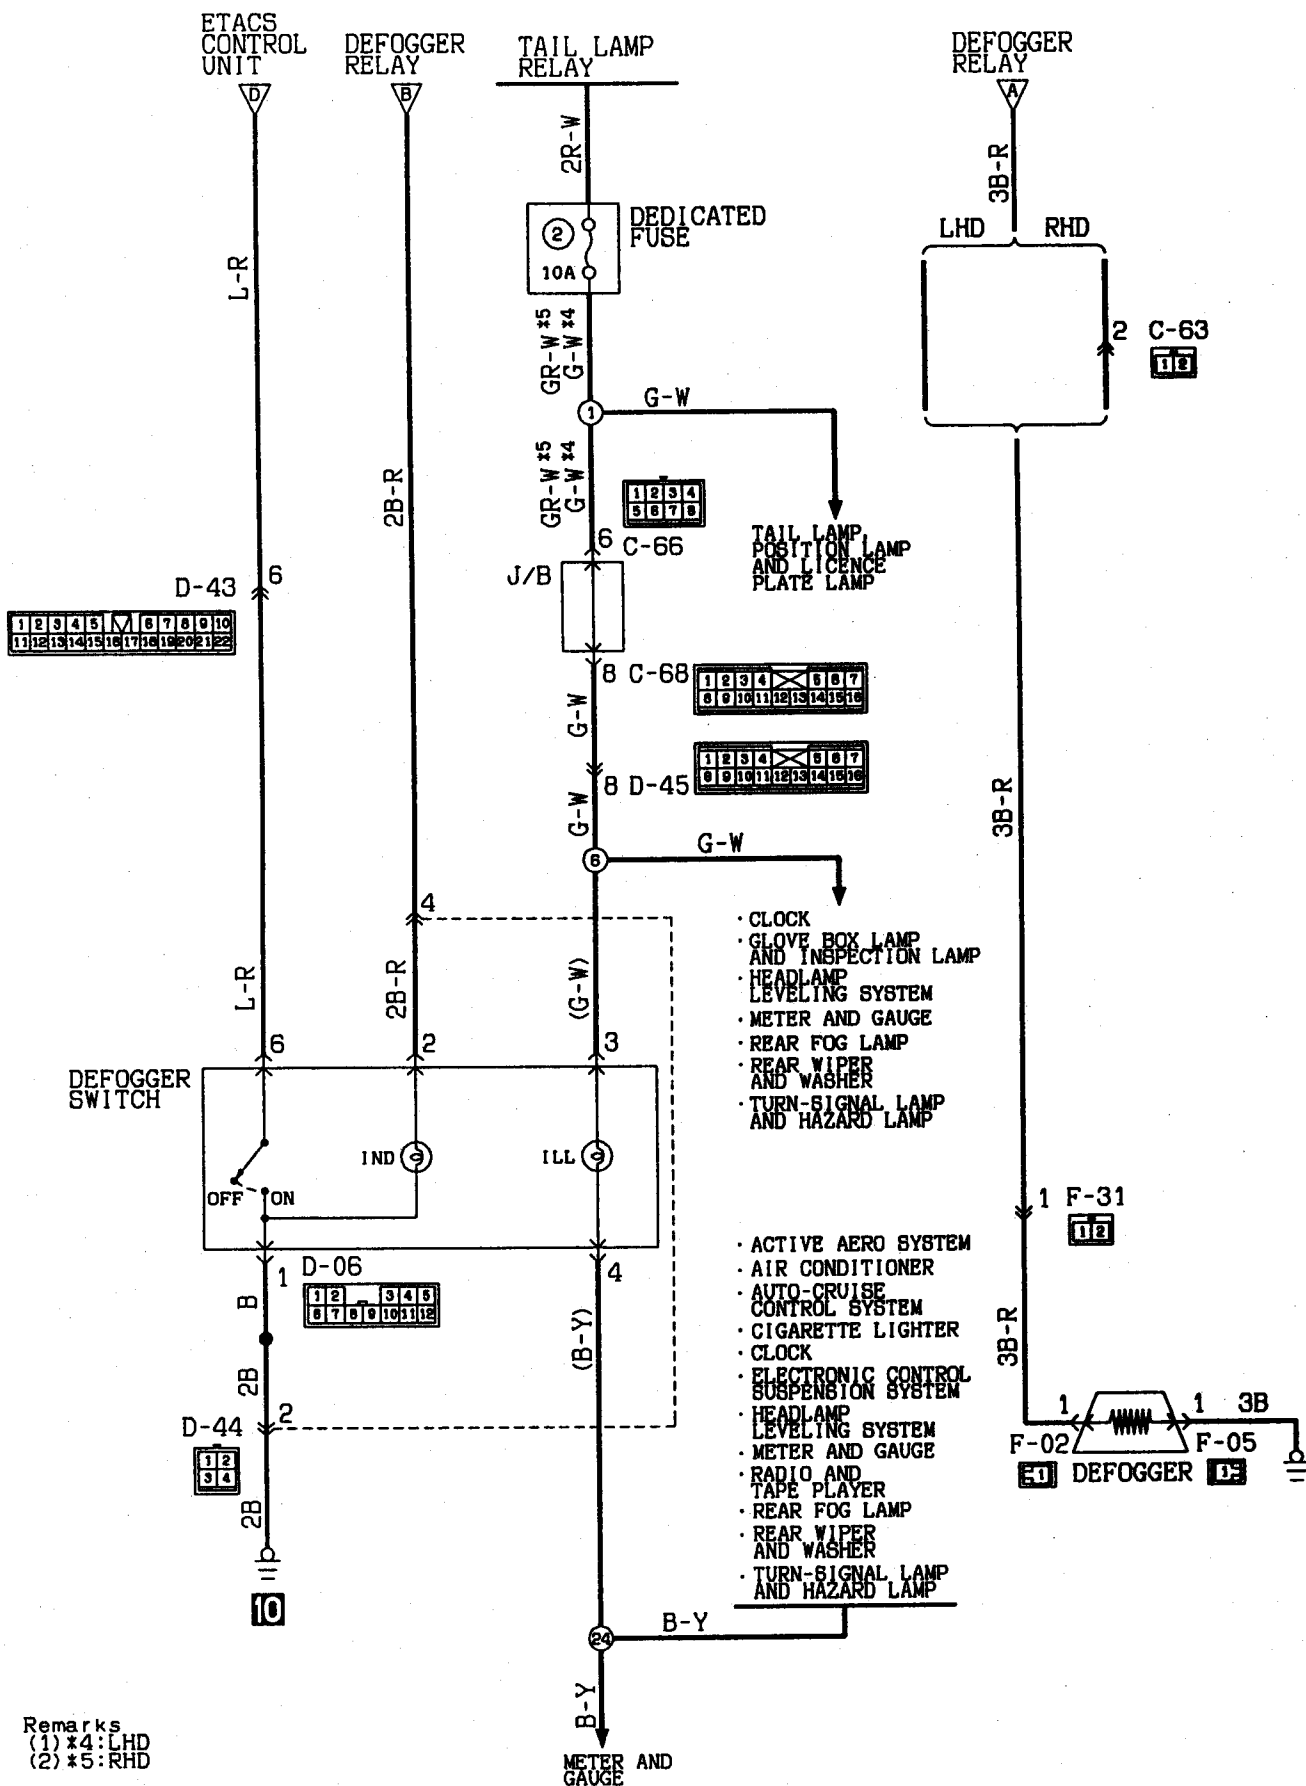 ETACS
CONTROL
UNIT
D
DEFOGGER
RELAY
B
TAIL LAMP
RELAY
DEFOGGER
RELAY
A
2R-W
3B-R
DEDICATED
FUSE
2
10A
LHD RHD
L-R
GR-W*5
G-W*4
2 C-63
1 2
1
G-W
2B-R
GR-W*5
G-W*4
1 2 3 4
5 6 7 8
6 C-66
TAIL LAMP,
POSITION LAMP
AND LICENCE
PLATE LAMP
J/B
D-43 6
1 2 3 4 5 6 7 8 9 10
11 12 13 14 15 16 17 18 19 20 21 22
8 C-68
1 2 3 4 5 6 7
8 9 10 11 12 13 14 15 16
G-W
8 D-45
1 2 3 4 5 6 7
8 9 10 11 12 13 14 15 16
G-W
3B-R
6
G-W
4
· CLOCK
· GLOVE BOX LAMP
AND INSPECTION LAMP
· HEADLAMP
LEVELING SYSTEM
· METER AND GAUGE
· REAR FOG LAMP
· REAR WIPER
AND WASHER
· TURN-SIGNAL LAMP
AND HAZARD LAMP
L-R
2B-R
(G-W)
6 2 3
DEFOGGER
SWITCH
IND
ILL
OFF ON
1 F-31
1 2
1 D-06
1 2 3 4 5
6 7 8 9 10 11 12
4
B
(B-Y)
2B
3B-R
· ACTIVE AERO SYSTEM
· AIR CONDITIONER
· AUTO-CRUISE
CONTROL SYSTEM
· CIGARETTE LIGHTER
· CLOCK
· ELECTRONIC CONTROL
SUSPENSION SYSTEM
· HEADLAMP
LEVELING SYSTEM
· METER AND GAUGE
· RADIO AND
TAPE PLAYER
· REAR FOG LAMP
· REAR WIPER
AND WASHER
· TURN-SIGNAL LAMP
AND HAZARD LAMP
D-44 2
1 2
3 4
2B
10
1 1 3B
F-02 F-05
1 DEFOGGER 1
24
B-Y
B-Y
METER AND
GAUGE
Remarks
(1)*4:LHD
(2)*5:RHD